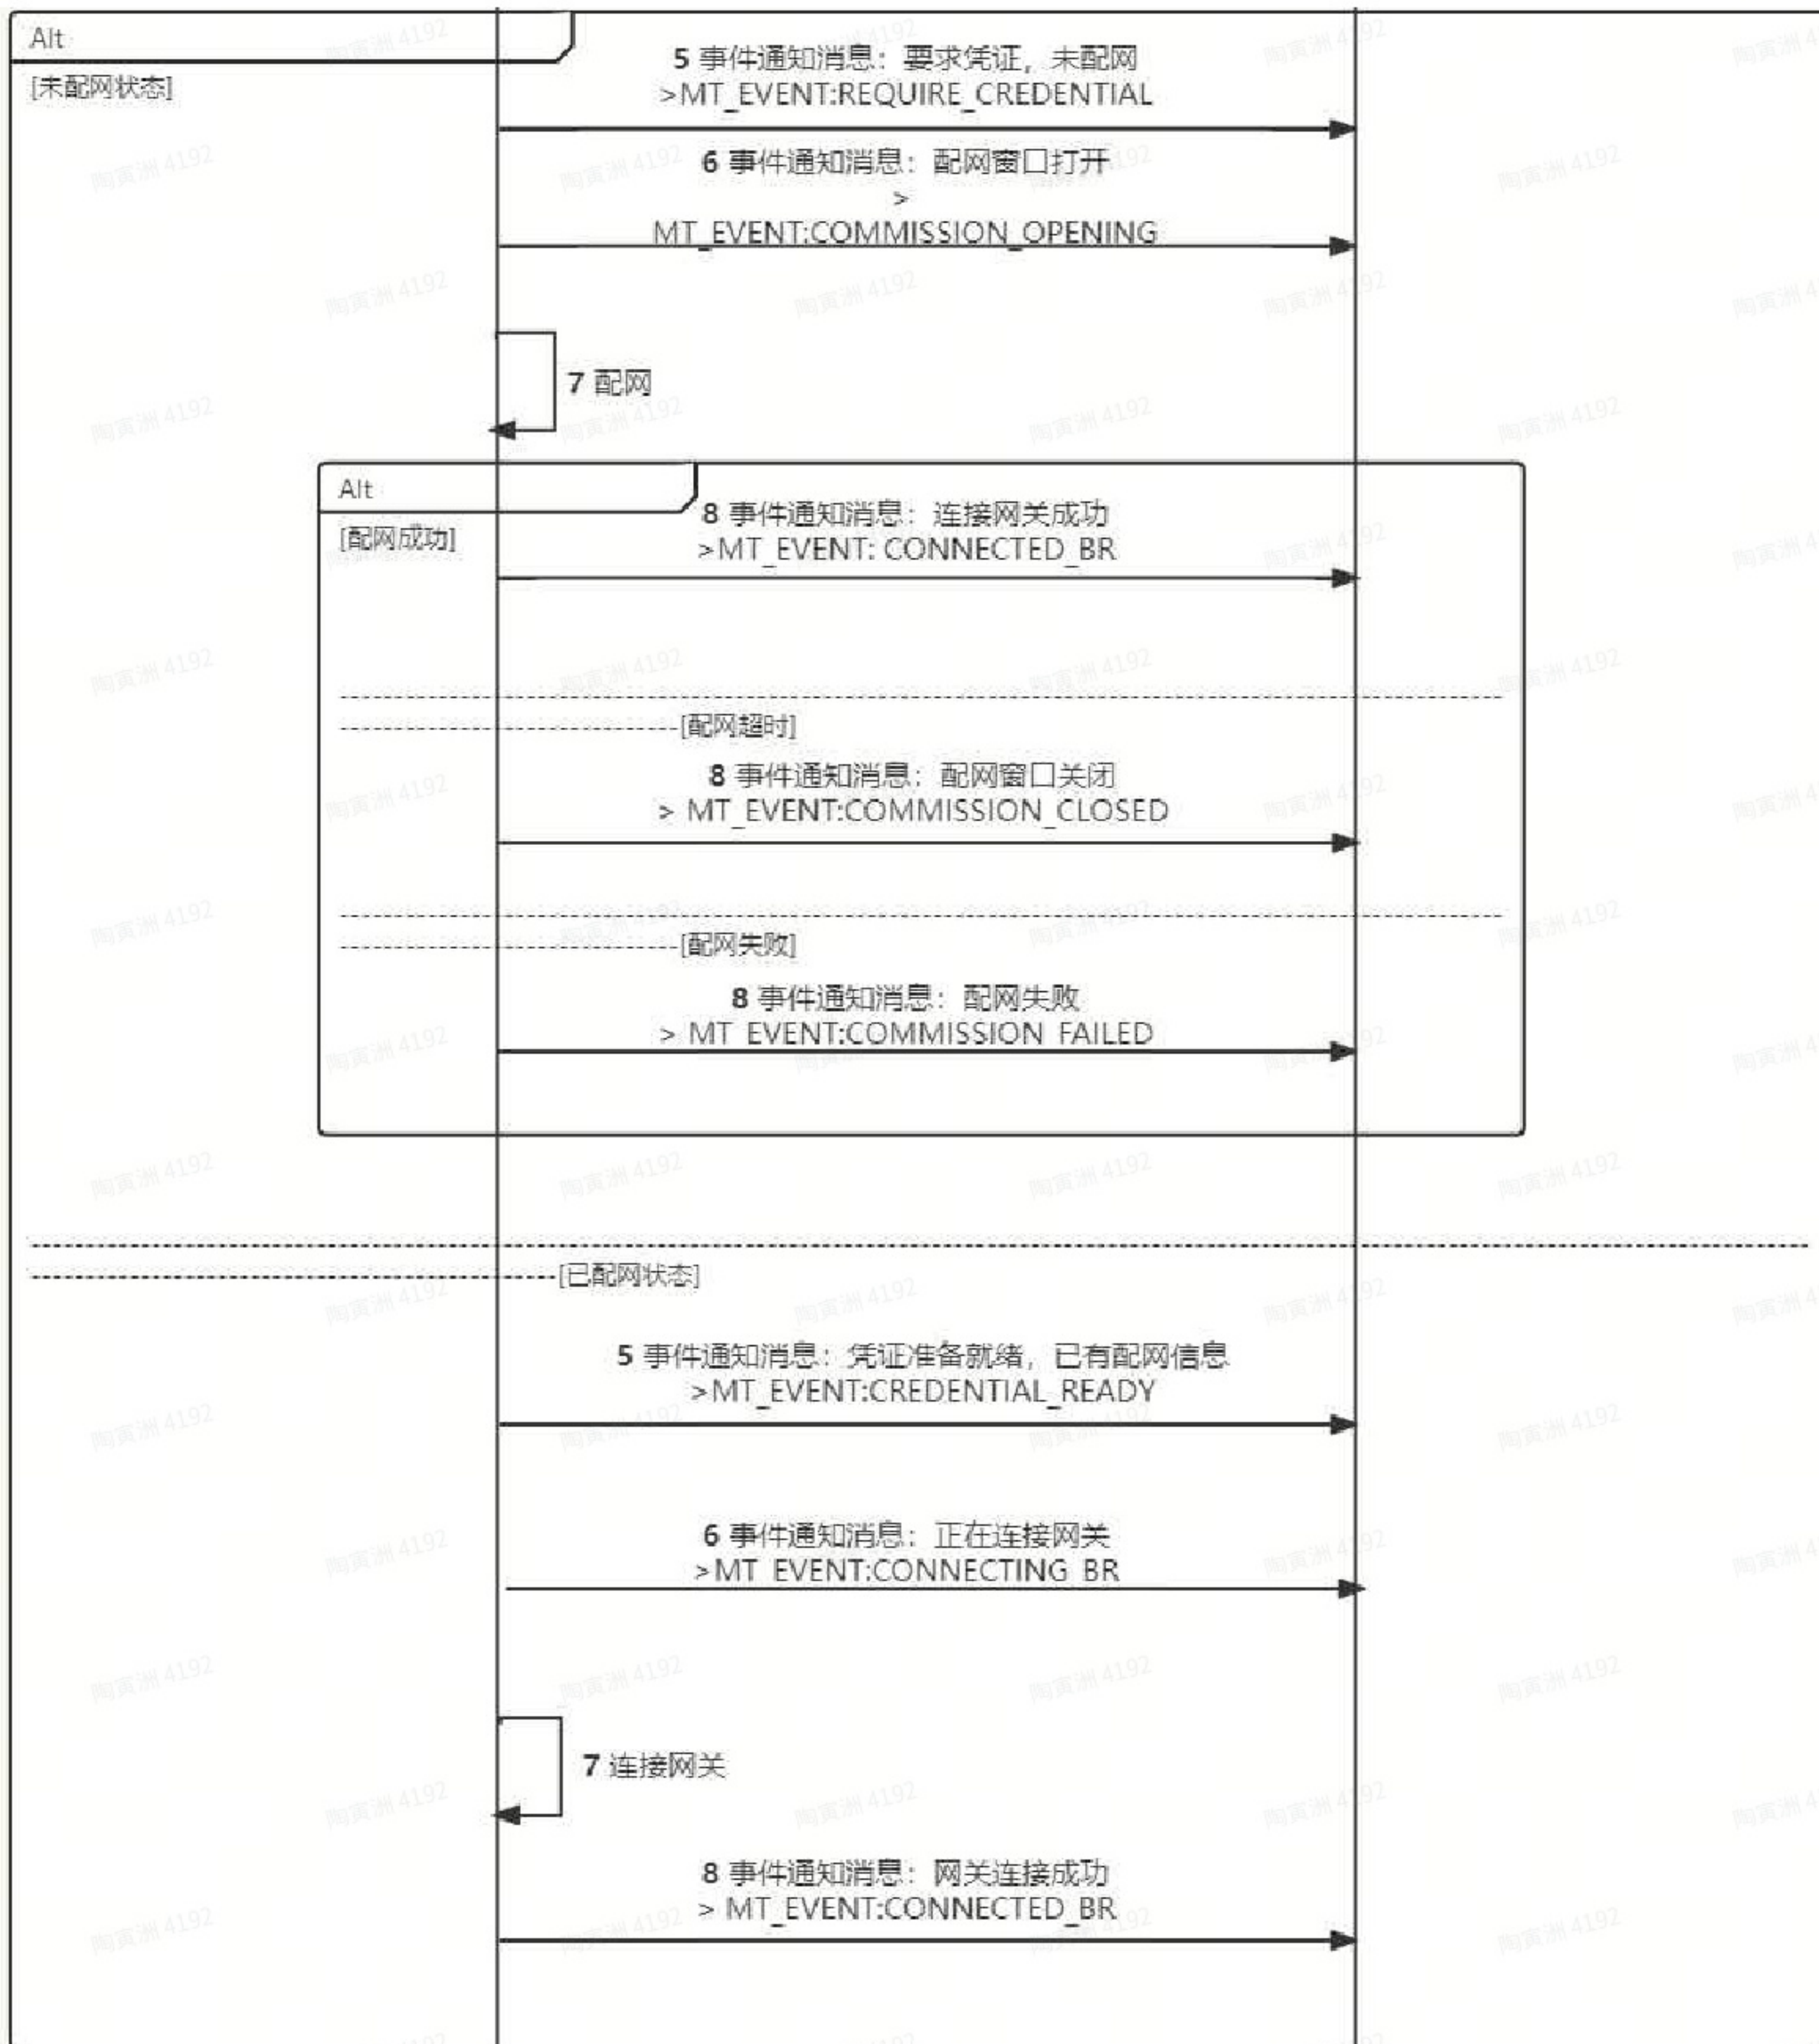 Alt
[未配网状态]
5 事件通知消息：要求凭证，未配网
>MT_EVENT:REQUIRE_CREDENTIAL
6 事件通知消息：配网窗口打开
>
MT_EVENT:COMMISSION_OPENING
7 配网
Alt
[配网成功]
8 事件通知消息：连接网关成功
>MT_EVENT: CONNECTED_BR
[配网超时]
8 事件通知消息：配网窗口关闭
> MT_EVENT:COMMISSION_CLOSED
[配网失败]
8 事件通知消息：配网失败
> MT_EVENT:COMMISSION_FAILED
[已配网状态]
5 事件通知消息：凭证准备就绪，已有配网信息
>MT_EVENT:CREDENTIAL_READY
6 事件通知消息：正在连接网关
>MT_EVENT:CONNECTING_BR
7 连接网关
8 事件通知消息：网关连接成功
> MT_EVENT:CONNECTED_BR
陶寅洲 4192